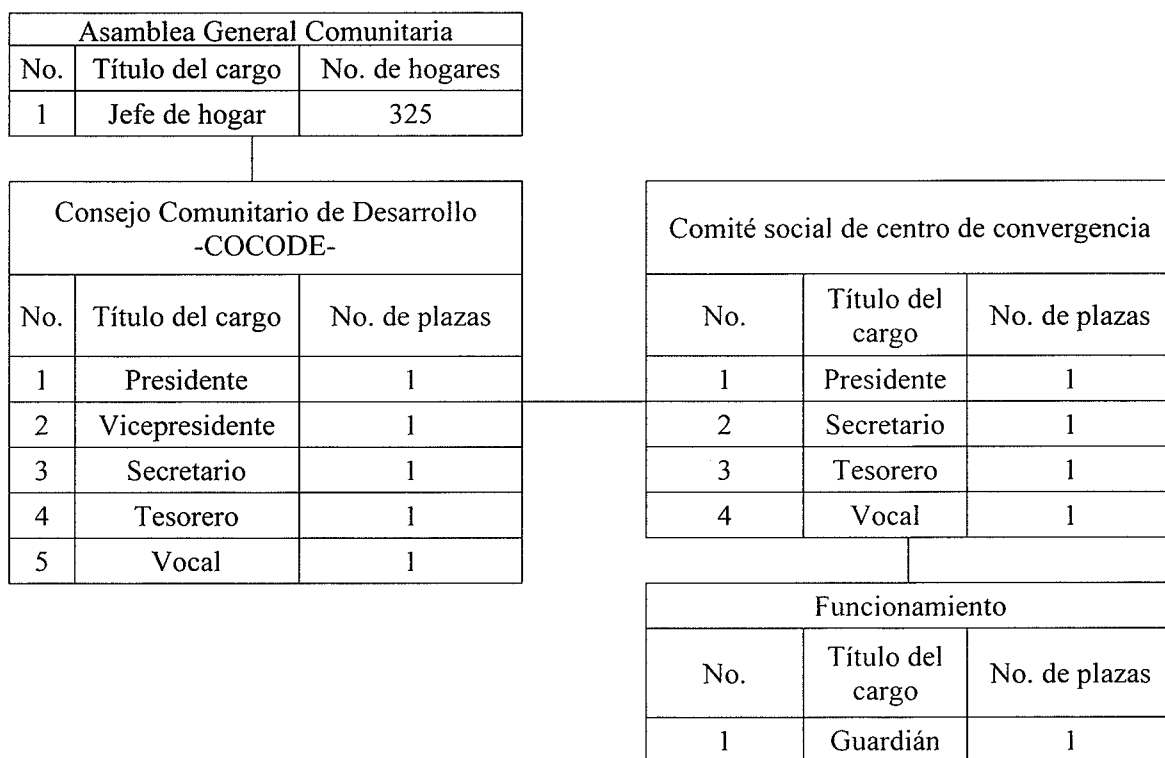 Asamblea General Comunitaria
No. Título del cargo No. de hogares
1 Jefe de hogar 325
Consejo Comunitario de Desarrollo
-COCODE-
No. Título del cargo No. de plazas
1 Presidente 1
2 Vicepresidente 1
3 Secretario 1
4 Tesorero 1
5 Vocal 1
Comité social de centro de convergencia
No. Título del cargo No. de plazas
1 Presidente 1
2 Secretario 1
3 Tesorero 1
4 Vocal 1
Funcionamiento
No. Título del cargo No. de plazas
1 Guardián 1